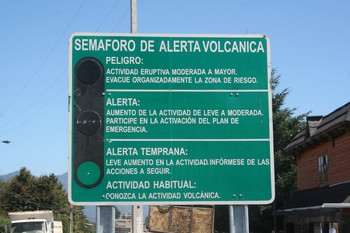 SEMAFORO DE ALERTA VOLCANICA
PELIGRO:
ACTIVIDAD ERUPTIVA MODERADA A MAYOR.
EVACUE ORGANIZADAMENTE LA ZONA DE RIESGO.
ALERTA:
AUMENTO DE LA ACTIVIDAD DE LEVE A MODERADA.
PARTICIPE EN LA ACTIVACIÓN DEL PLAN DE
EMERGENCIA.
ALERTA TEMPRANA:
LEVE AUMENTO EN LA ACTIVIDAD. INFÓRMESE DE LAS
ACCIONES A SEGUIR.
ACTIVIDAD HABITUAL:
CONOZCA LA ACTIVIDAD VOLCÁNICA.